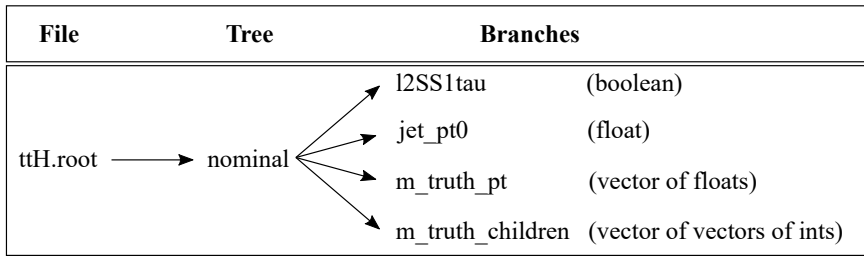 File Tree Branches
l2SS1tau (boolean)
jet_pt0 (float)
ttH.root nominal
m_truth_pt (vector of floats)
m_truth_children (vector of vectors of ints)